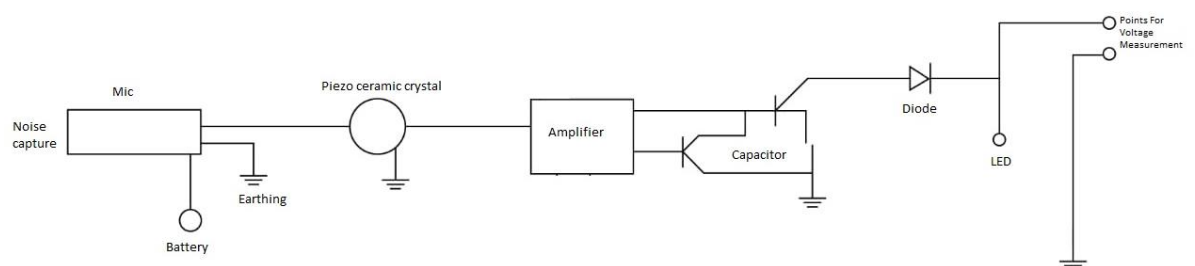 Points For
Voltage
Measurement
Piezo ceramic crystal
Mic
Noise
capture
Amplifier
Diode
Capacitor
LED
Earthing
Battery